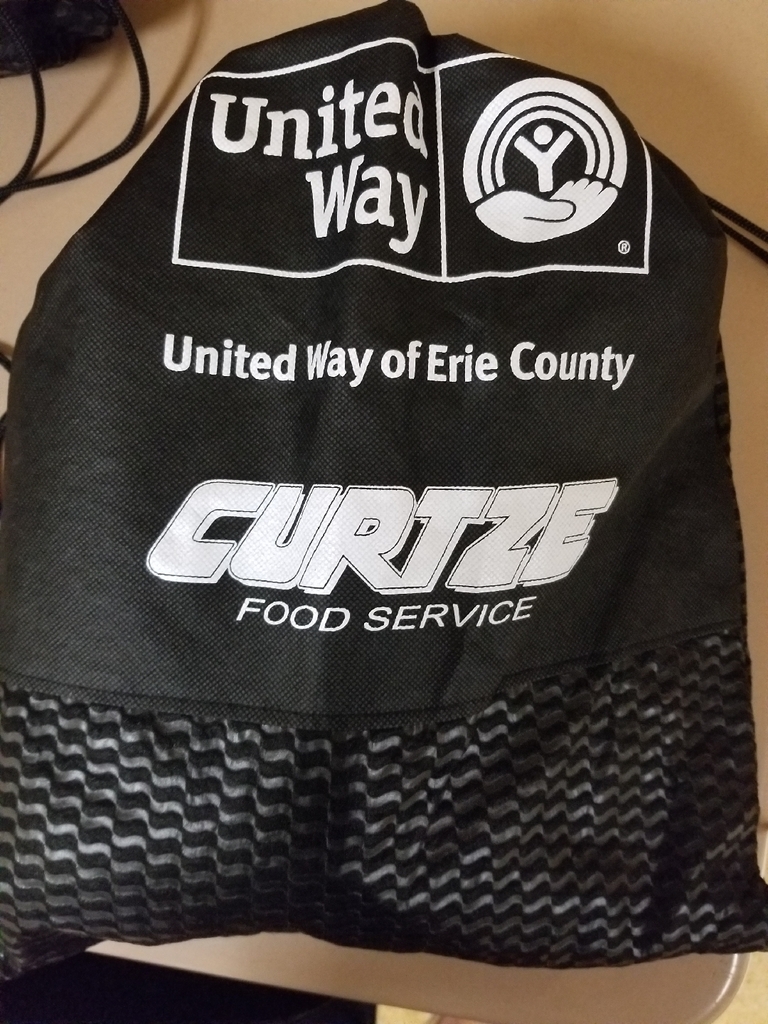 United
Way
®
United Way of Erie County
CURTZE
FOOD SERVICE